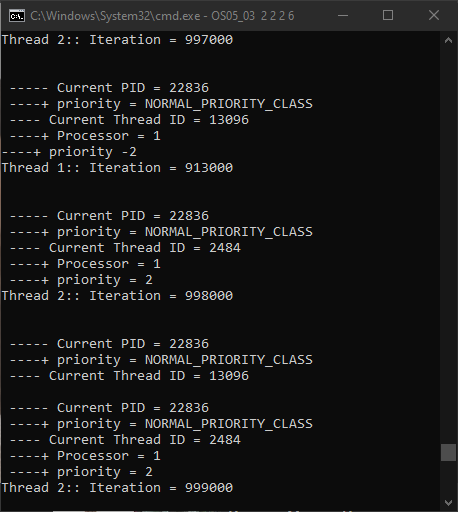 C:\Windows\System32\cmd.exe - OS05_03 2 2 2 6
Thread 2:: Iteration = 997000
----- Current PID = 22836
----+ priority = NORMAL_PRIORITY_CLASS
---- Current Thread ID = 13096
----+ Processor = 1
----+ priority -2
Thread 1:: Iteration = 913000
----- Current PID = 22836
----+ priority = NORMAL_PRIORITY_CLASS
---- Current Thread ID = 2484
----+ Processor = 1
----+ priority = 2
Thread 2:: Iteration = 998000
----- Current PID = 22836
----+ priority = NORMAL_PRIORITY_CLASS
---- Current Thread ID = 13096
----- Current PID = 22836
----+ priority = NORMAL_PRIORITY_CLASS
---- Current Thread ID = 2484
----+ Processor = 1
----+ priority = 2
Thread 2:: Iteration = 999000